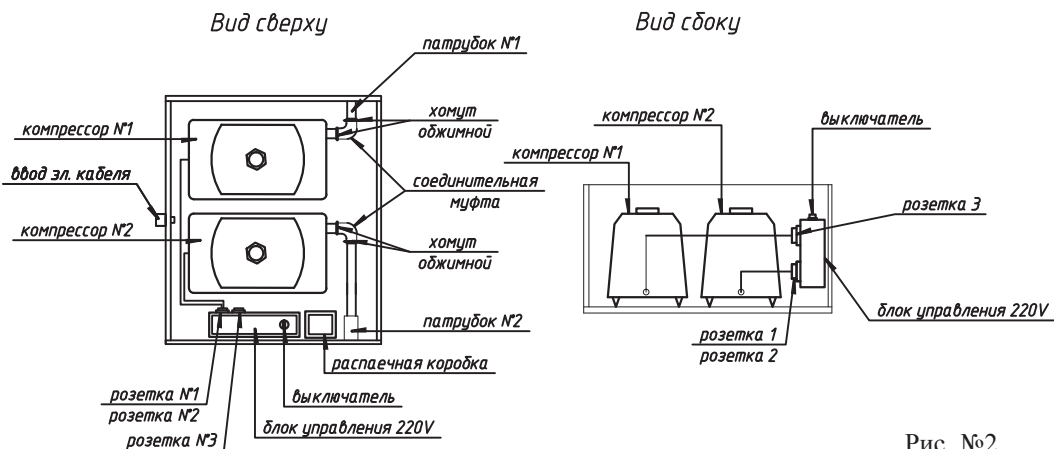 Вид сверху
патрубок №1
компрессор №1
хомут
обжимной
ввод эл. кабеля
соединительная
муфта
компрессор №2
хомут
обжимной
патрубок №2
распаечная коробка
розетка №1
розетка №2
розетка №3
выключатель
блок управления 220V
Вид сбоку
компрессор №2
выключатель
компрессор №1
розетка 3
блок управления 220V
розетка 1
розетка 2
Рис. №2